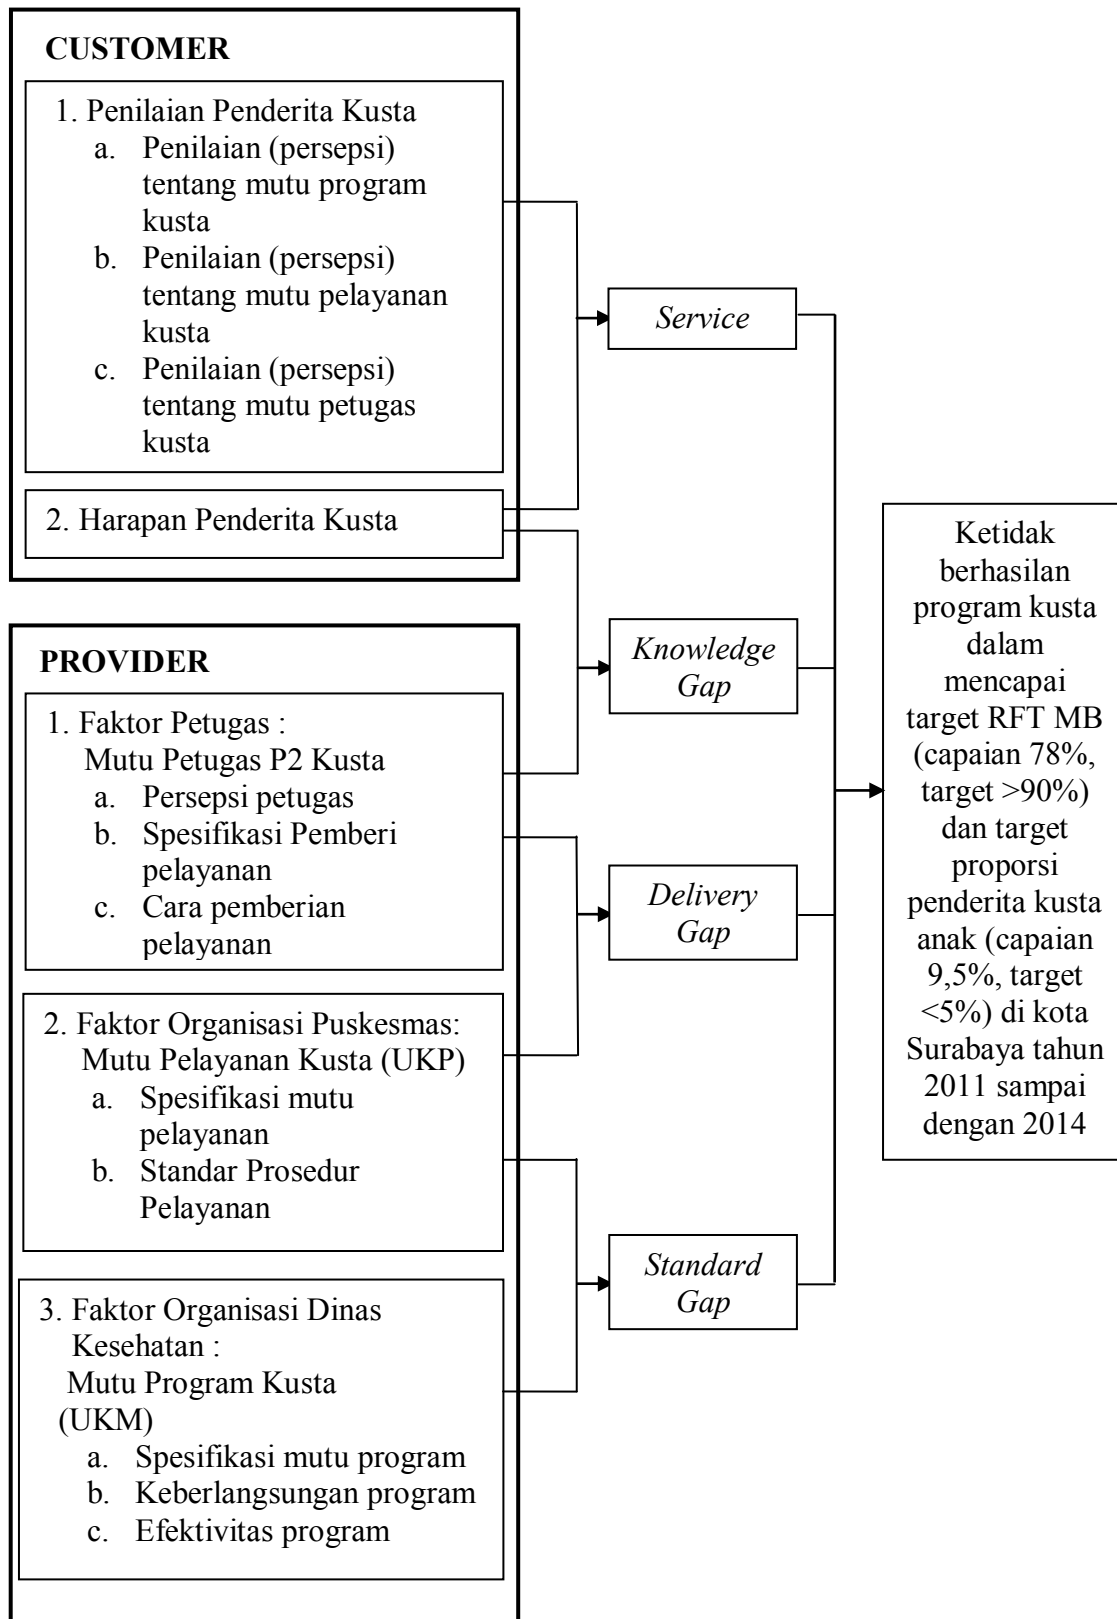 CUSTOMER
1. Penilaian Penderita Kusta
a. Penilaian (persepsi)
tentang mutu program
kusta
b. Penilaian (persepsi)
tentang mutu pelayanan
kusta
c. Penilaian (persepsi)
tentang mutu petugas
kusta
2. Harapan Penderita Kusta
PROVIDER
1. Faktor Petugas :
Mutu Petugas P2 Kusta
a. Persepsi petugas
b. Spesifikasi Pemberi
pelayanan
c. Cara pemberian
pelayanan
2. Faktor Organisasi Puskesmas:
Mutu Pelayanan Kusta (UKP)
a. Spesifikasi mutu
pelayanan
b. Standar Prosedur
Pelayanan
3. Faktor Organisasi Dinas
Kesehatan :
Mutu Program Kusta
(UKM)
a. Spesifikasi mutu program
b. Keberlangsungan program
c. Efektivitas program
Service
Knowledge
Gap
Delivery
Gap
Standard
Gap
Ketidak
berhasilan
program kusta
dalam
mencapai
target RFT MB
(capaian 78%,
target >90%)
dan target
proporsi
penderita kusta
anak (capaian
9,5%, target
<5%) di kota
Surabaya tahun
2011 sampai
dengan 2014